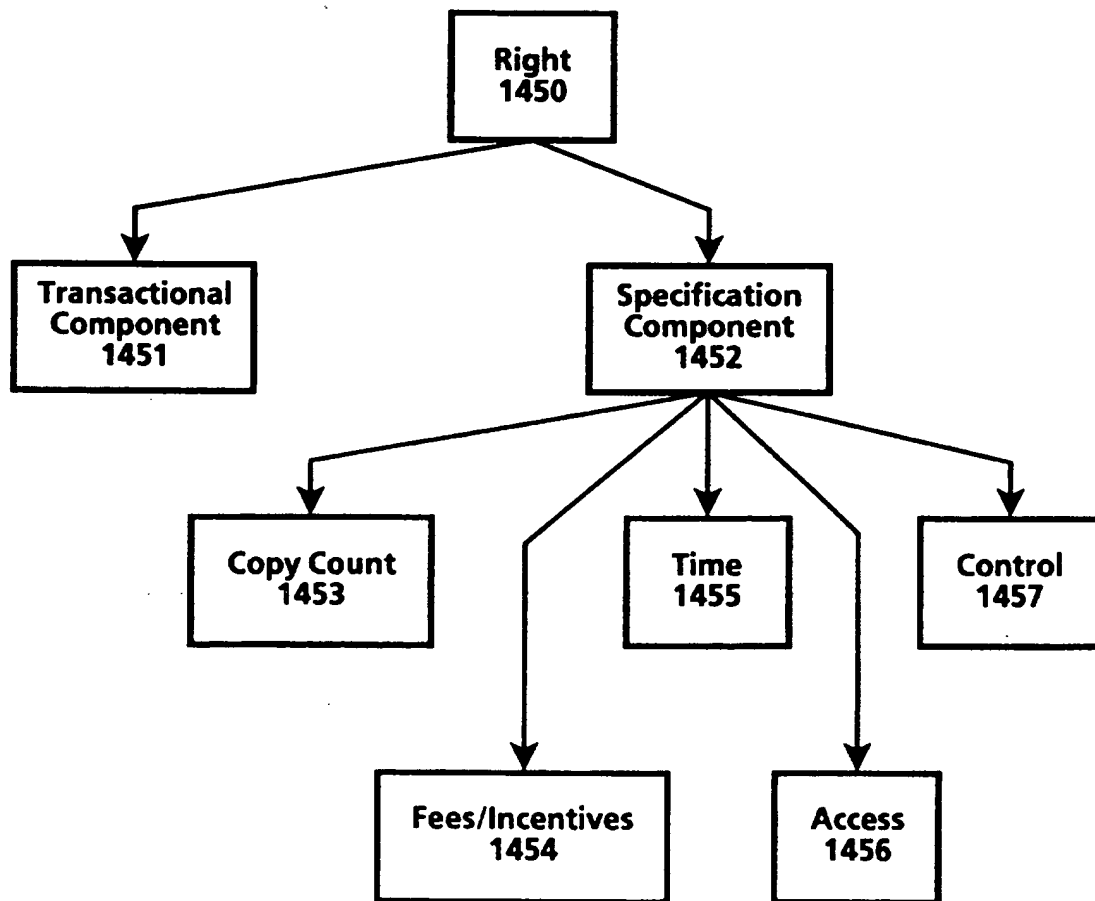 Right
1450
Transactional
Component
1451
Specification
Component
1452
Copy Count
1453
Time
1455
Control
1457
Fees/Incentives
1454
Access
1456